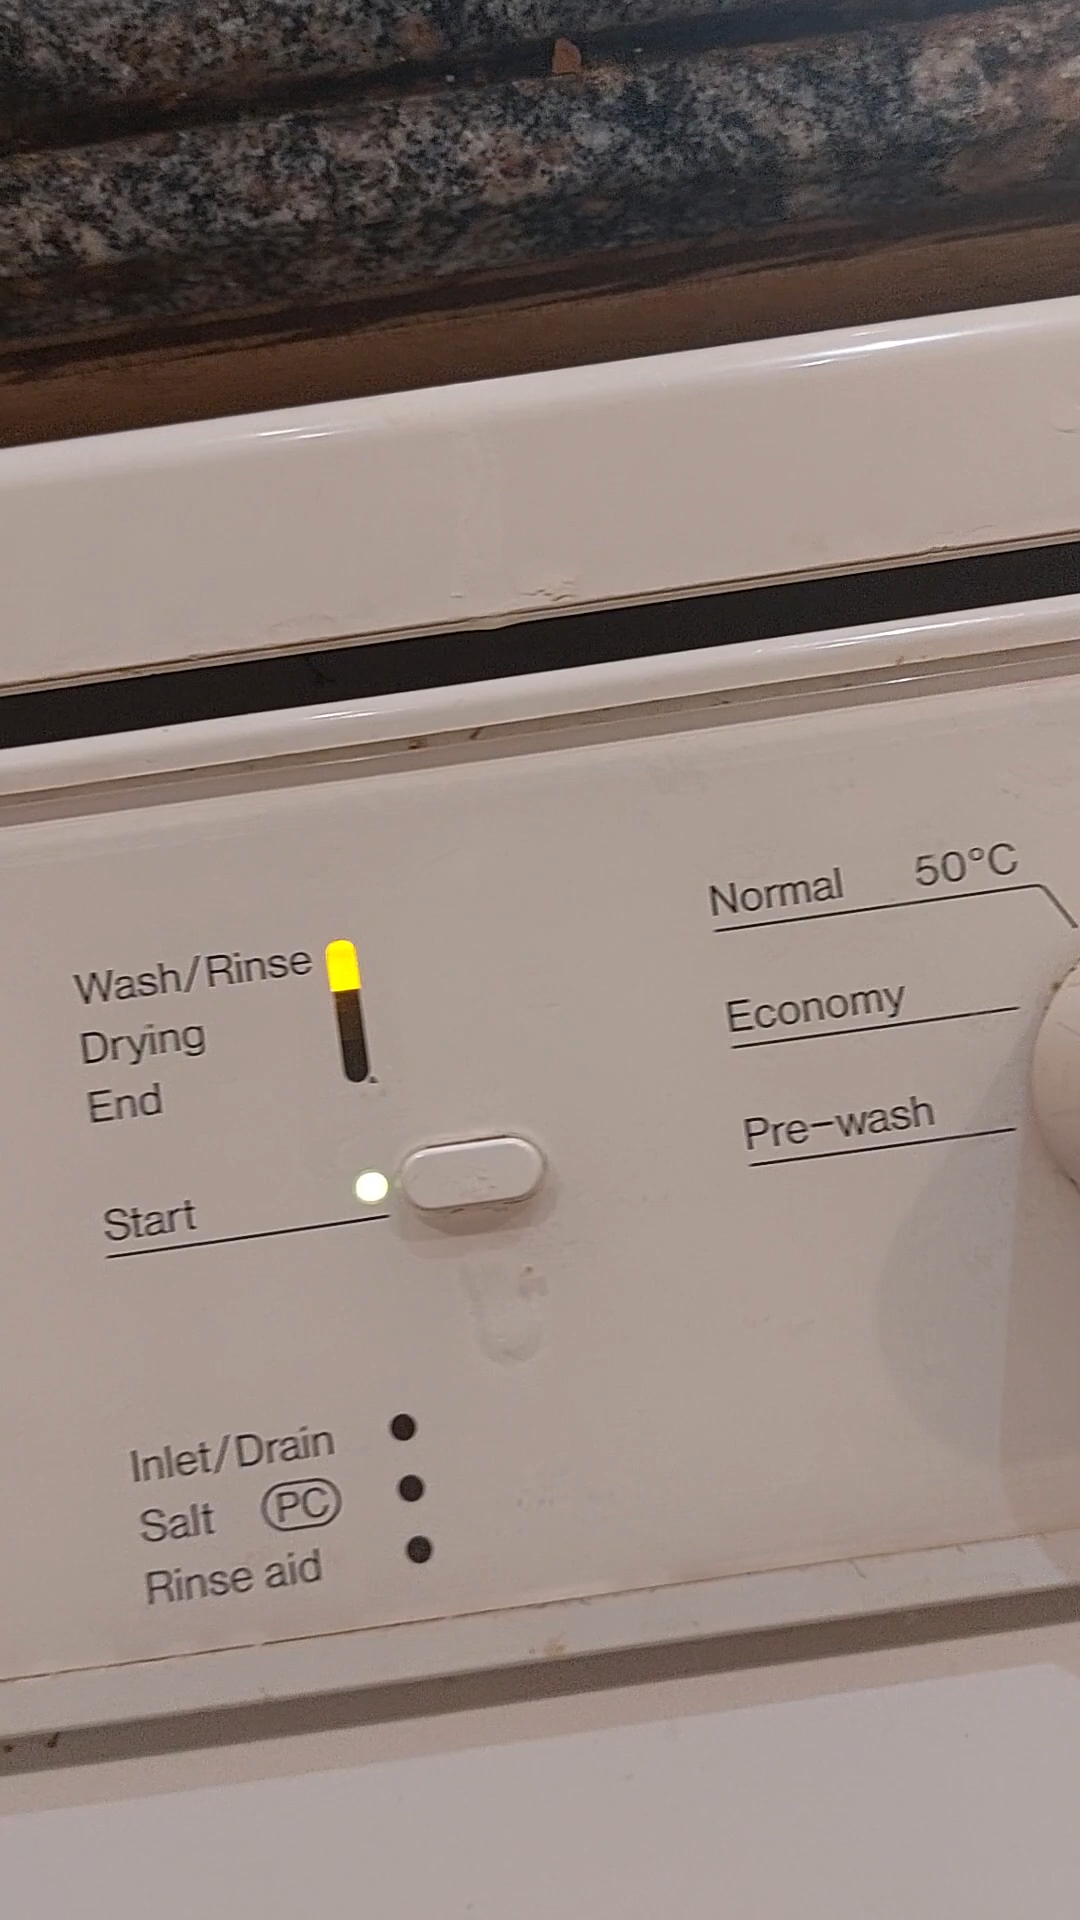 Wash/Rinse
Drying
End
Start
Inlet/Drain
Salt PC
Rinse aid
Normal 50°C
Economy
Pre-wash